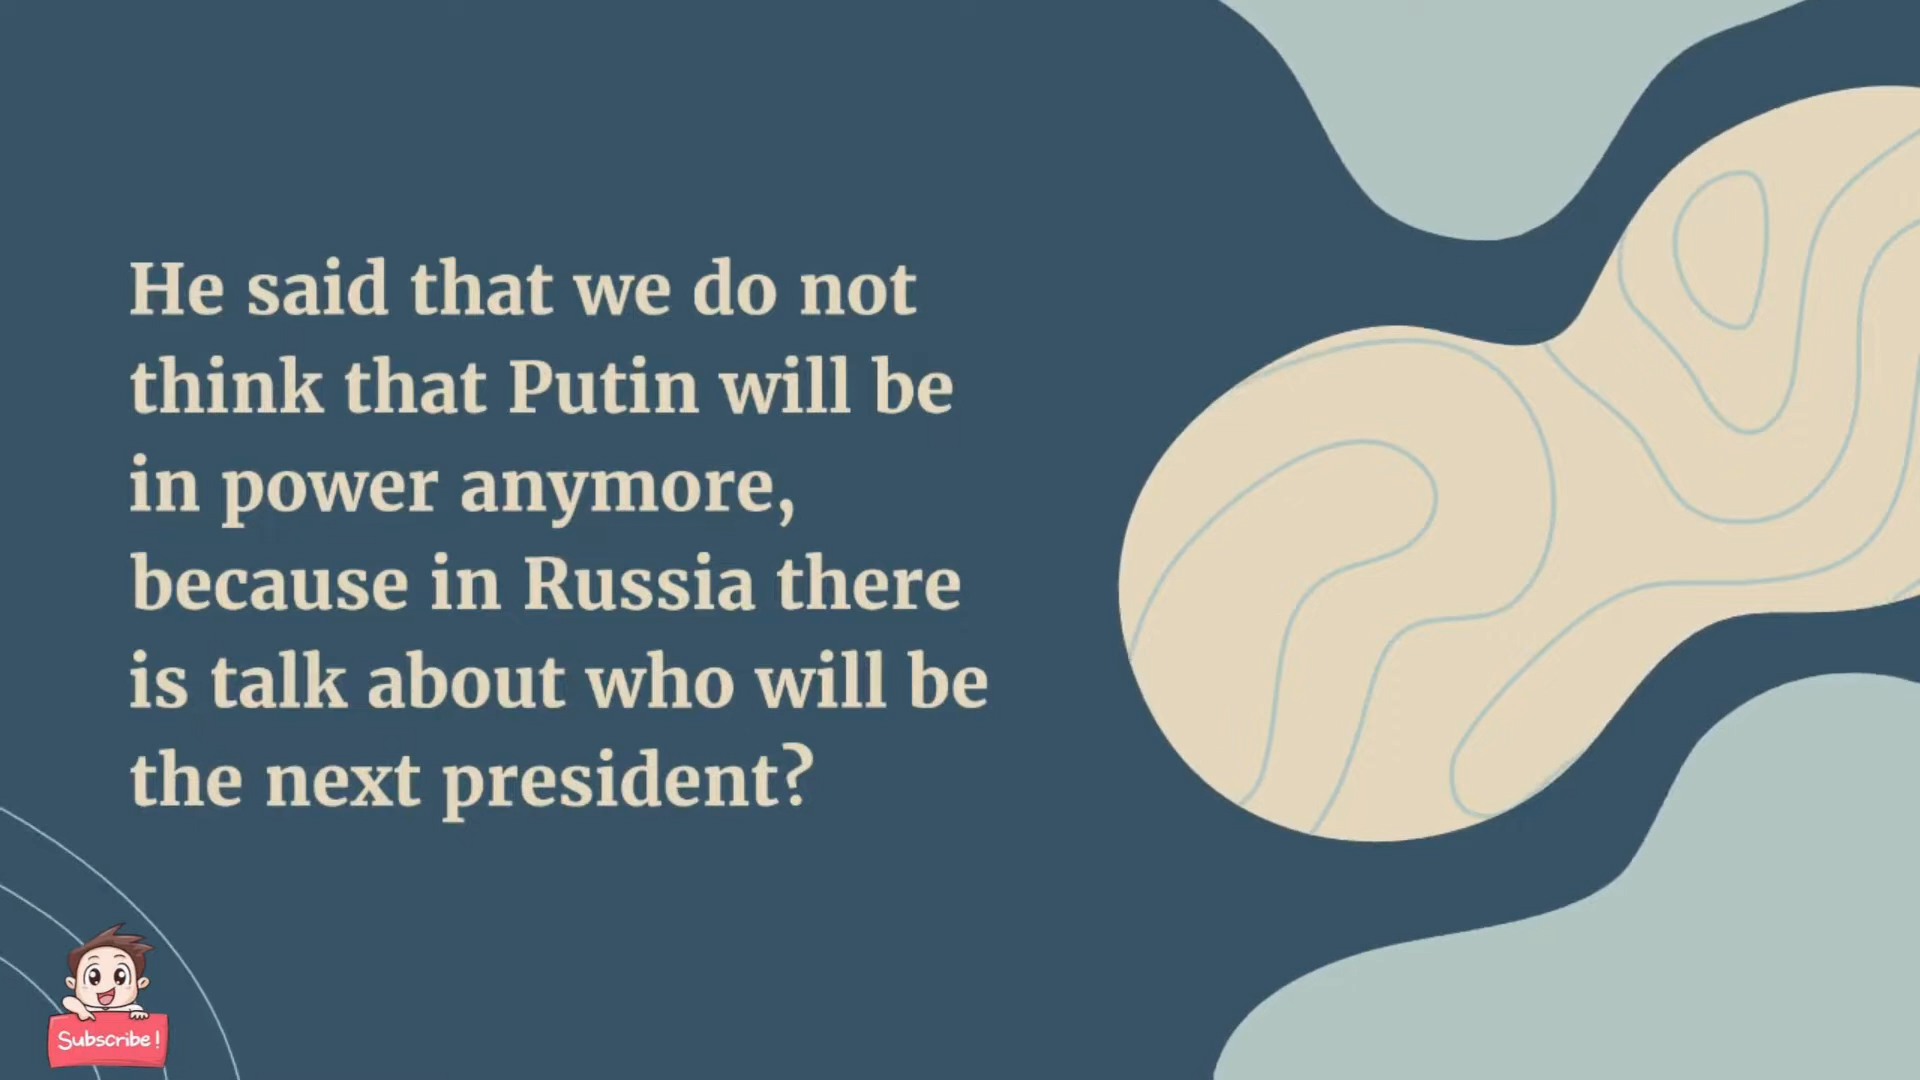 He said that we do not
think that Putin will be
in power anymore,
because in Russia there
is talk about who will be
the next president?
Subscribe!